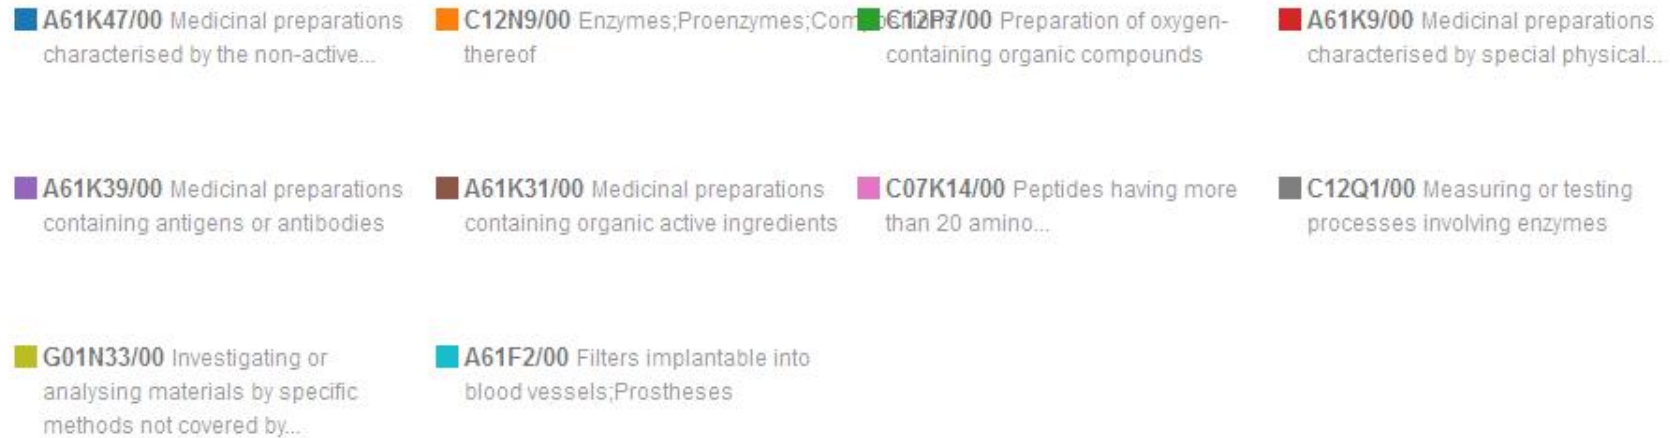 A61K47/00 Medicinal preparations
characterised by the non-active...
C12N9/00 Enzymes;Proenzymes;Com
thereof
C12P7/00 Preparation of oxygen-
containing organic compounds
A61K9/00 Medicinal preparations
characterised by special physical...
A61K39/00 Medicinal preparations
containing antigens or antibodies
A61K31/00 Medicinal preparations
containing organic active ingredients
C07K14/00 Peptides having more
than 20 amino...
C12Q1/00 Measuring or testing
processes involving enzymes
G01N33/00 Investigating or
analysing materials by specific
methods not covered by...
A61F2/00 Filters implantable into
blood vessels;Prostheses